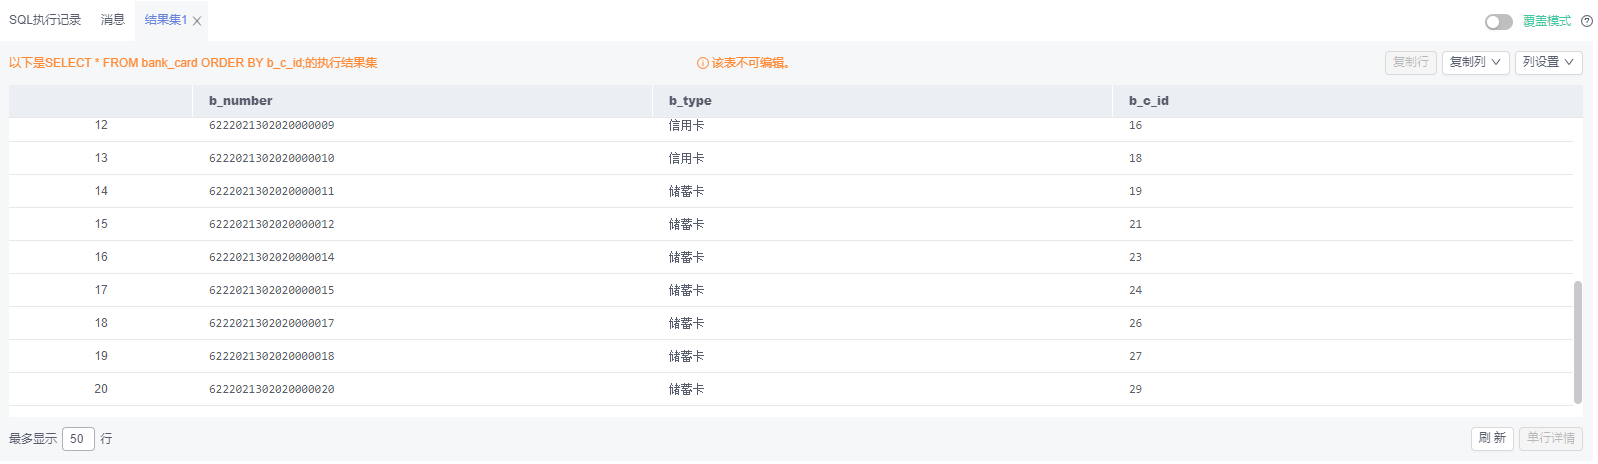 SQL执行记录 消息 结果集1 覆盖模式
以下是SELECT * FROM bank_card ORDER BY b_c_id;的执行结果集 该表不可编辑。 复制行 复制列 列设置
b_number b_type b_c_id
12 6222021302020000009 信用卡 16
13 6222021302020000010 信用卡 18
14 6222021302020000011 储蓄卡 19
15 6222021302020000012 储蓄卡 21
16 6222021302020000014 储蓄卡 23
17 6222021302020000015 储蓄卡 24
18 6222021302020000017 储蓄卡 26
19 6222021302020000018 储蓄卡 27
20 6222021302020000020 储蓄卡 29
最多显示 50 行 刷 新 单行详情